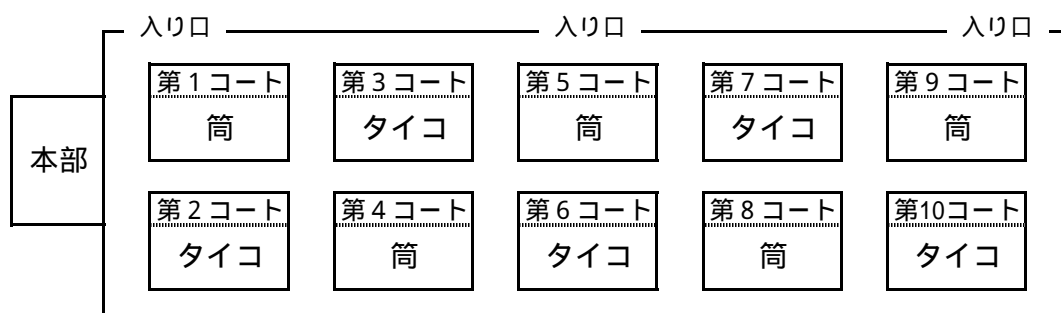 入り口 入り口 入り口
第1コート 第3コート 第5コート 第7コート 第9コート
筒 タイコ 筒 タイコ 筒
本部
第2コート 第4コート 第6コート 第8コート 第10コート
タイコ 筒 タイコ 筒 タイコ